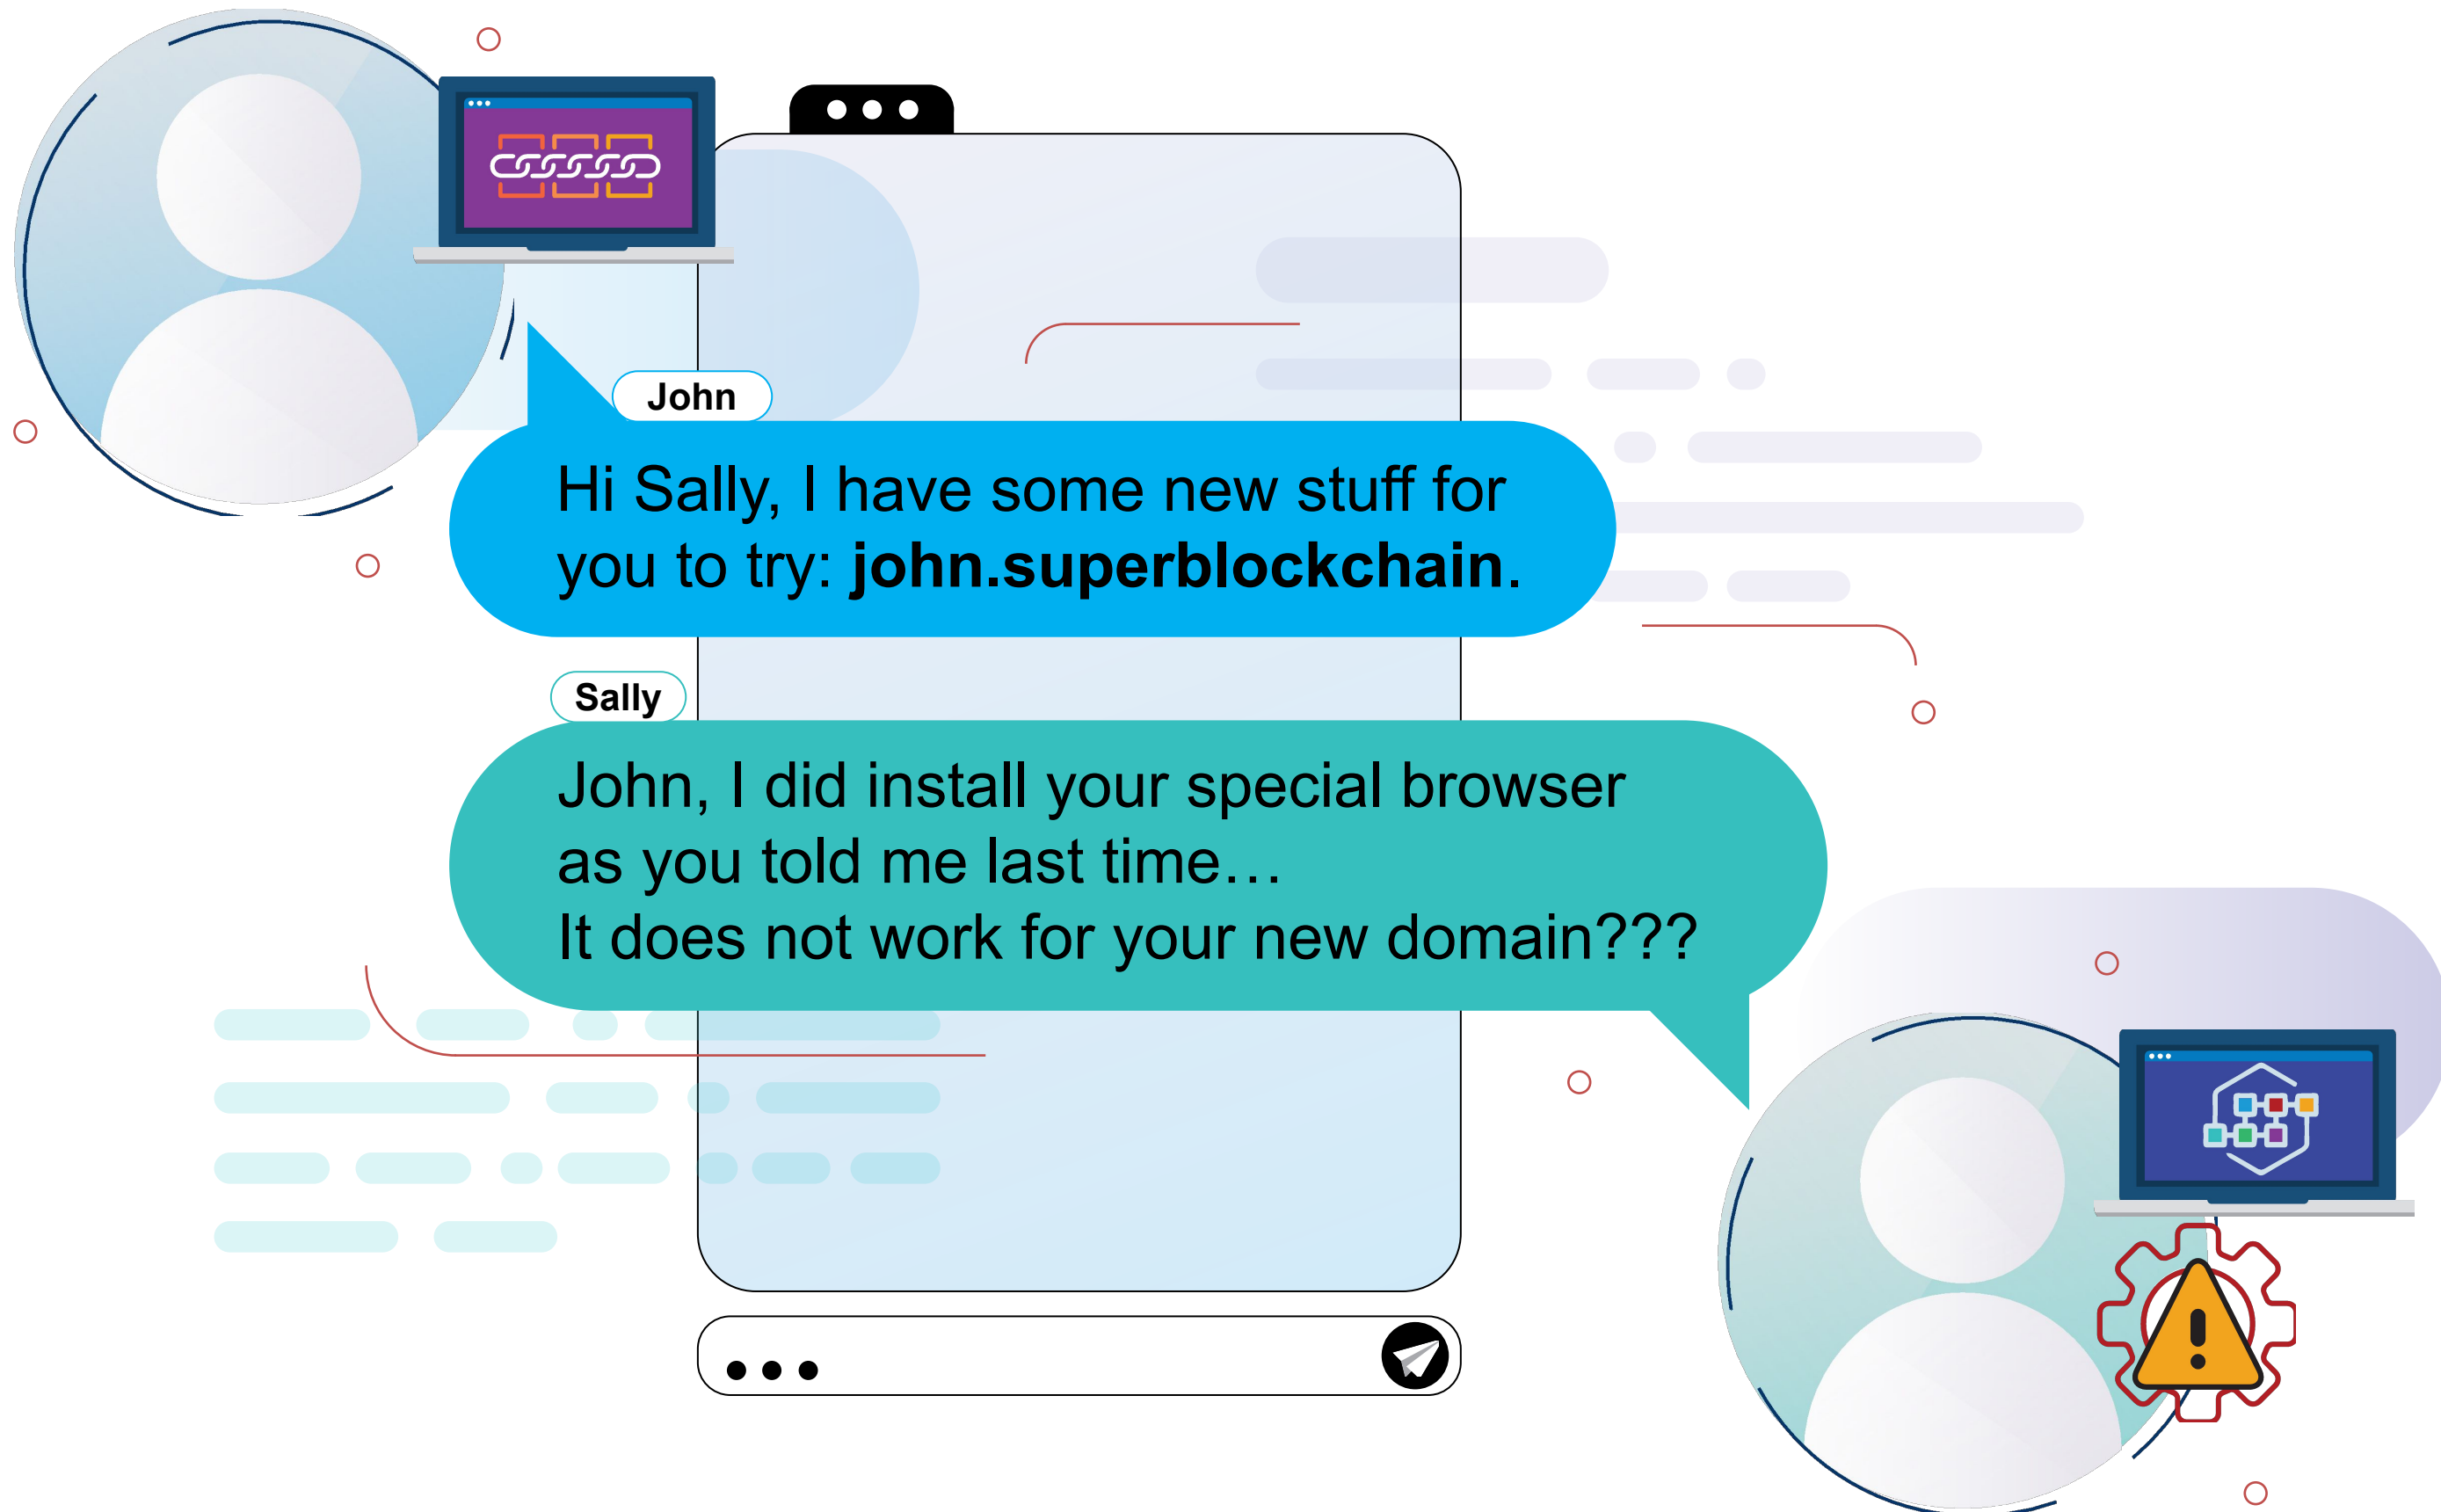 John
Hi Sally, I have some new stuff for
you to try: john.superblockchain.
Sally
John, I did install your special browser
as you told me last time…
It does not work for your new domain???